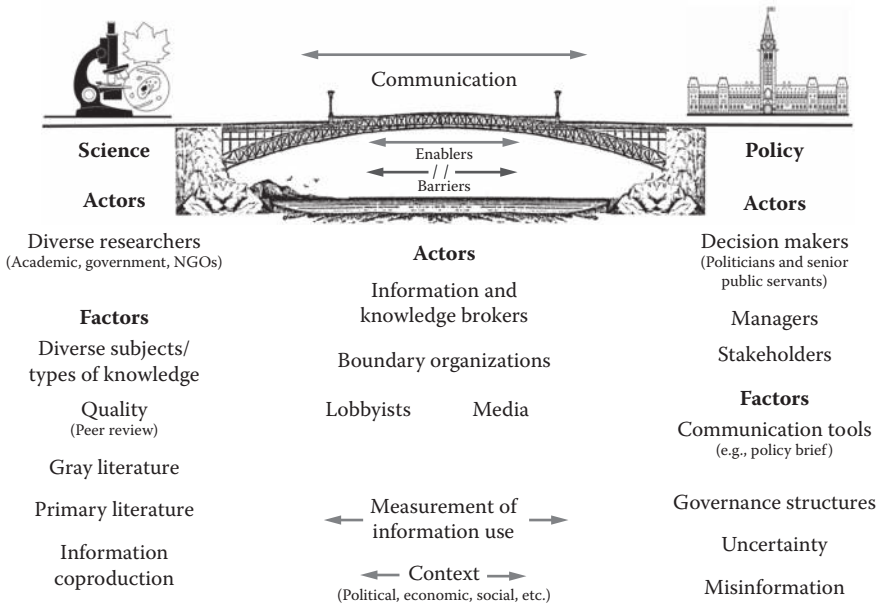 Communication
Enablers
//
Barriers
Science
Actors
Diverse researchers
(Academic, government, NGOs)
Factors
Diverse subjects/
types of knowledge
Quality
(Peer review)
Gray literature
Primary literature
Information
coproduction
Actors
Information and
knowledge brokers
Boundary organizations
Lobbyists Media
Measurement of
information use
Context
(Political, economic, social, etc.)
Policy
Actors
Decision makers
(Politicians and senior
public servants)
Managers
Stakeholders
Factors
Communication tools
(e.g., policy brief)
Governance structures
Uncertainty
Misinformation